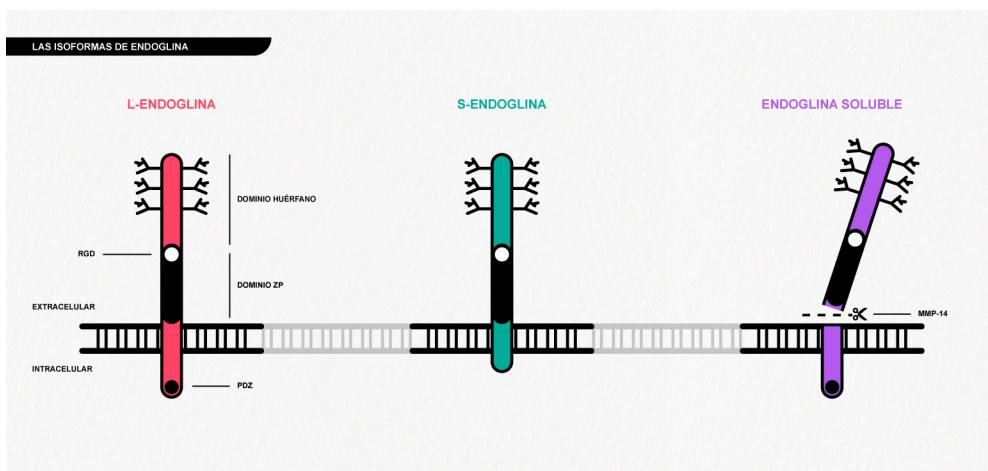 LAS ISOFORMAS DE ENDOGLINA
L-ENDOGLINA
S-ENDOGLINA
ENDOGLINA SOLUBLE
DOMINIO HUÉRFANO
RGD
DOMINIO ZP
EXTRACELULAR
MMP-14
INTRACELULAR
PDZ